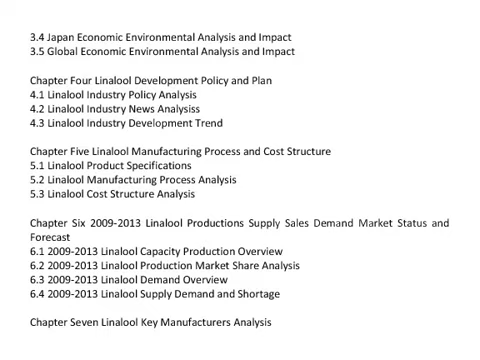 3.4 Japan Economic Environmental Analysis and Impact
3.5 Global Economic Environmental Analysis and Impact
Chapter Four Linalool Development Policy and Plan
4.1 Linalool Industry Policy Analysis
4.2 Linalool Industry News Analysiss
4.3 Linalool Industry Development Trend
Chapter Five Linalool Manufacturing Process and Cost Structure
5.1 Linalool Product Specifications
5.2 Linalool Manufacturing Process Analysis
5.3 Linalool Cost Structure Analysis
Chapter Six 2009-2013 Linalool Productions Supply Sales Demand Market Status and
Forecast
6.1 2009-2013 Linalool Capacity Production Overview
6.2 2009-2013 Linalool Production Market Share Analysis
6.3 2009-2013 Linalool Demand Overview
6.4 2009-2013 Linalool Supply Demand and Shortage
Chapter Seven Linalool Key Manufacturers Analysis